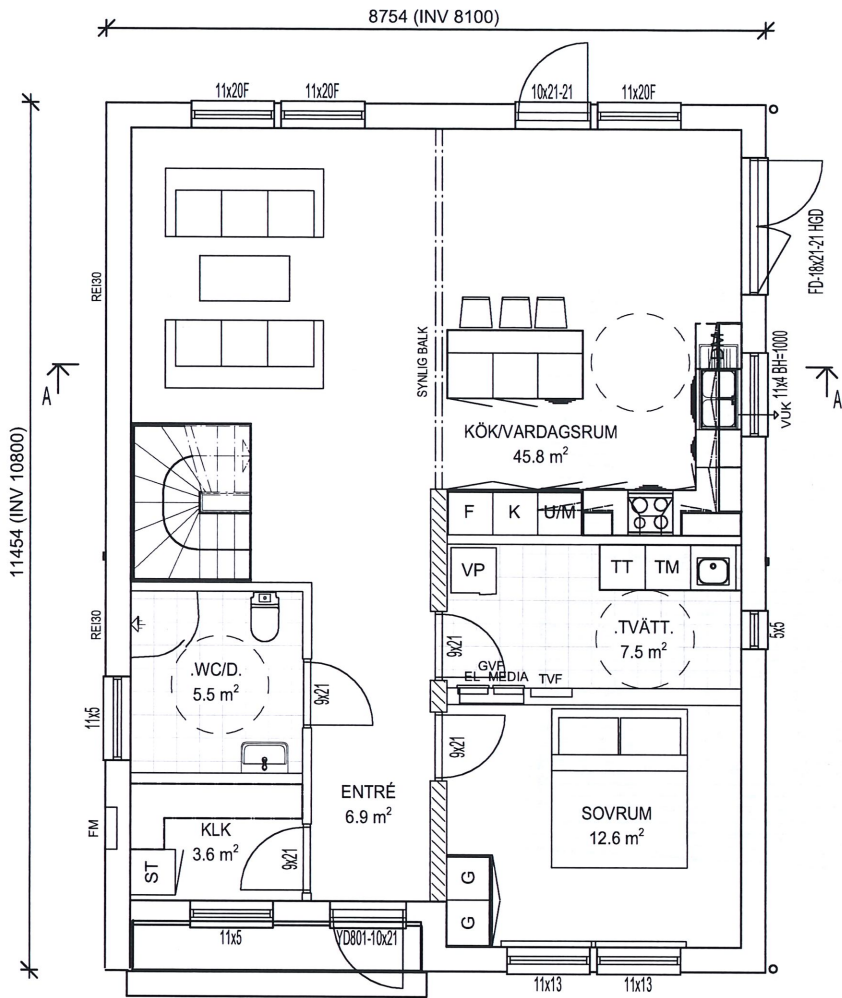 8754 (INV 8100)
11x20F
11x20F
10x21-21
11x20F
FD-18x21-21 HGD
REI30
SYNLIG BALK
DM
11x4 BH=1000
VUK
A
A
11454 (INV 10800)
KÖK/VARDAGSRUM
45.8 m²
F
K
U/M
VP
TT
TM
REI30
.TVÄTT.
7.5 m²
5x5
9x21
GVF
EL-MEDIA
TVF
.WC/D.
5.5 m²
9x21
11x5
9x21
ENTRÉ
6.9 m²
SOVRUM
12.6 m²
FM
KLK
3.6 m²
ST
9x21
G
G
11x5
YD801-10x21
11x13
11x13